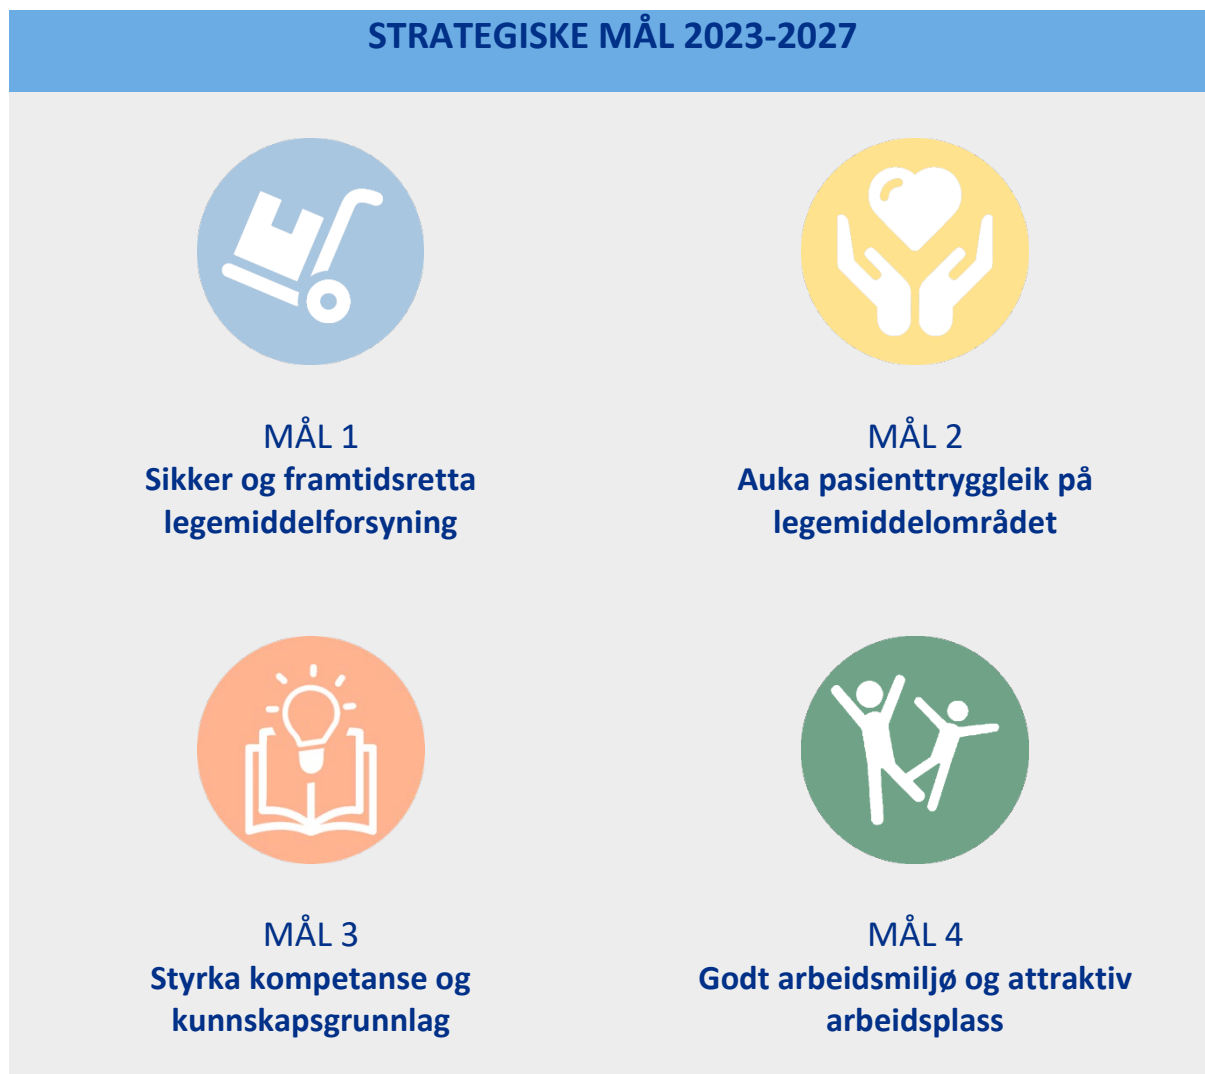 STRATEGISKE MÅL 2023-2027
MÅL 1
Sikker og framtidsretta
legemiddelforsyning
MÅL 2
Auka pasienttryggleik på
legemiddelområdet
MÅL 3
Styrka kompetanse og
kunnskapsgrunnlag
MÅL 4
Godt arbeidsmiljø og attraktiv
arbeidsplass